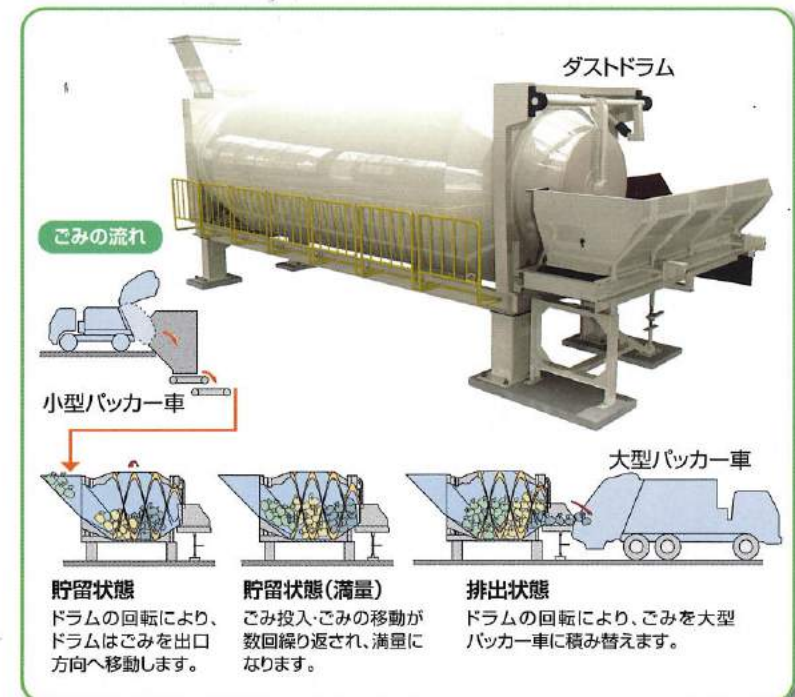 ダストドラム
ごみの流れ
小型パッカー車
大型パッカー車
貯留状態
ドラムの回転により、
ドラムはごみを出口
方向へ移動します。
貯留状態(満量)
ごみ投入・ごみの移動が
数回繰り返され、満量に
なります。
排出状態
ドラムの回転により、ごみを大型
パッカー車に積み替えます。